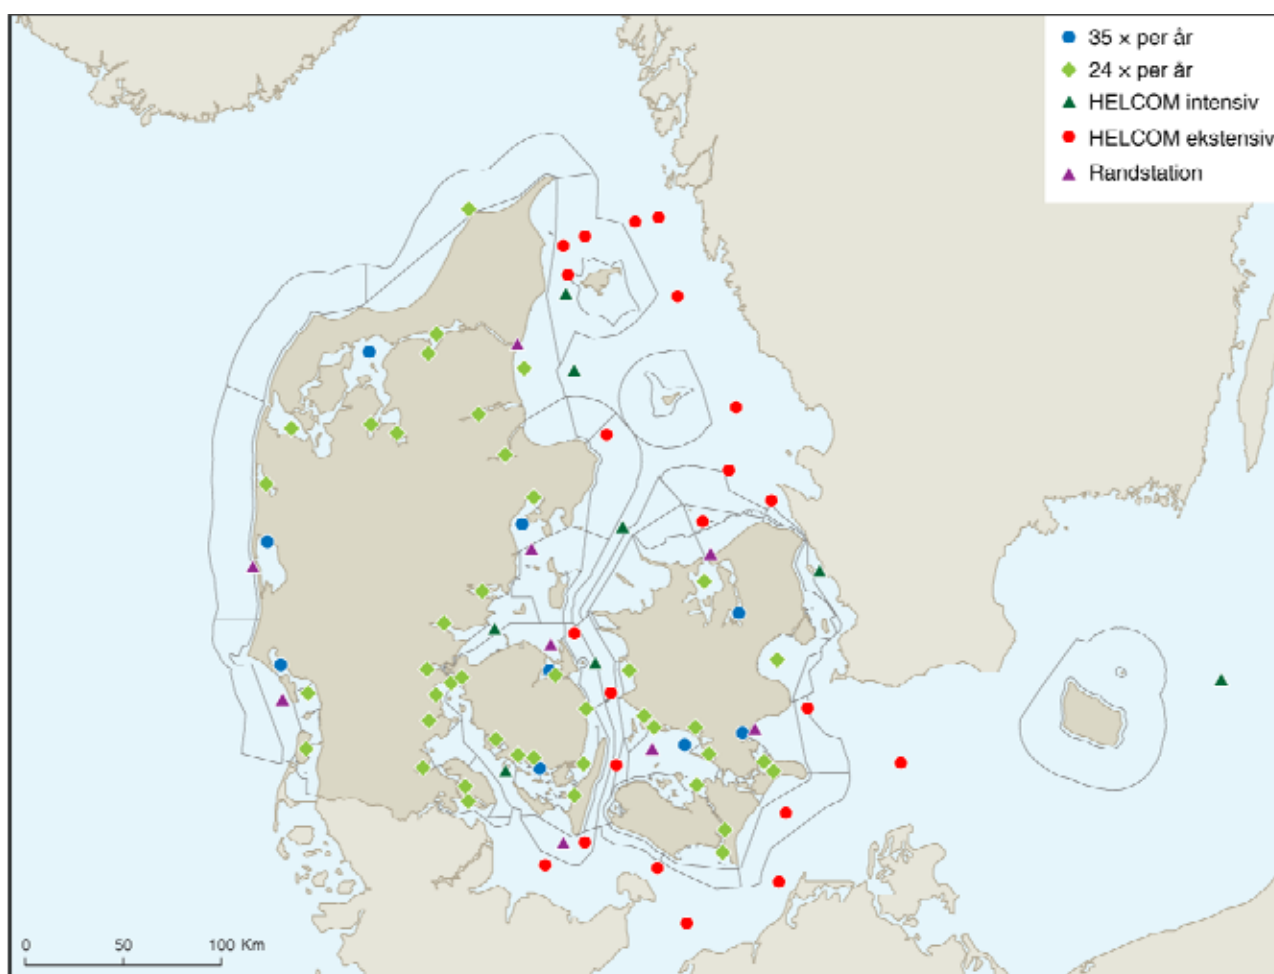 35 × per år
24 × per år
HELCOM intensiv
HELCOM ekstensiv
Randstation
0 50 100 Km